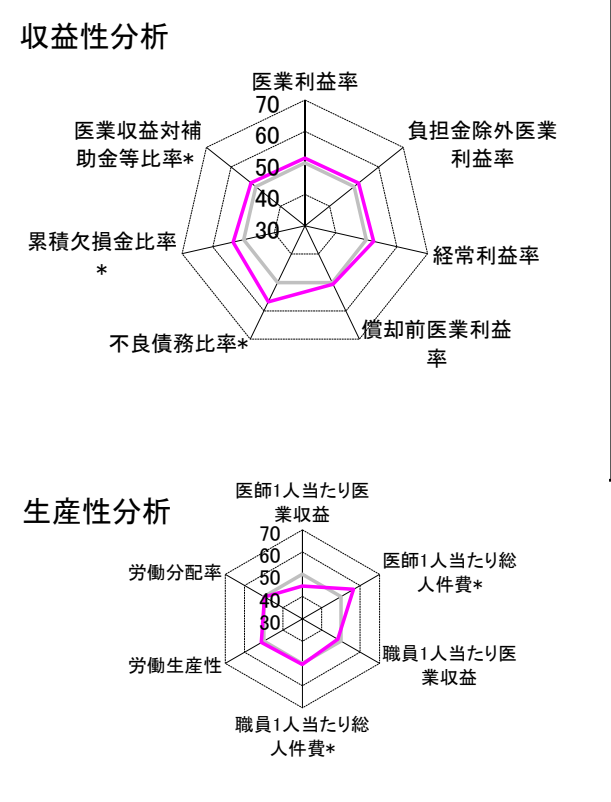 収益性分析
医業利益率
70
60
50
40
30
負担金除外医業
利益率
経常利益率
償却前医業利益
率
不良債務比率*
累積欠損金比率
*
医業収益対補
助金等比率*
生産性分析
医師1人当たり医
業収益
70
60
50
40
30
医師1人当たり総
人件費*
職員1人当たり医
業収益
職員1人当たり総
人件費*
労働生産性
労働分配率